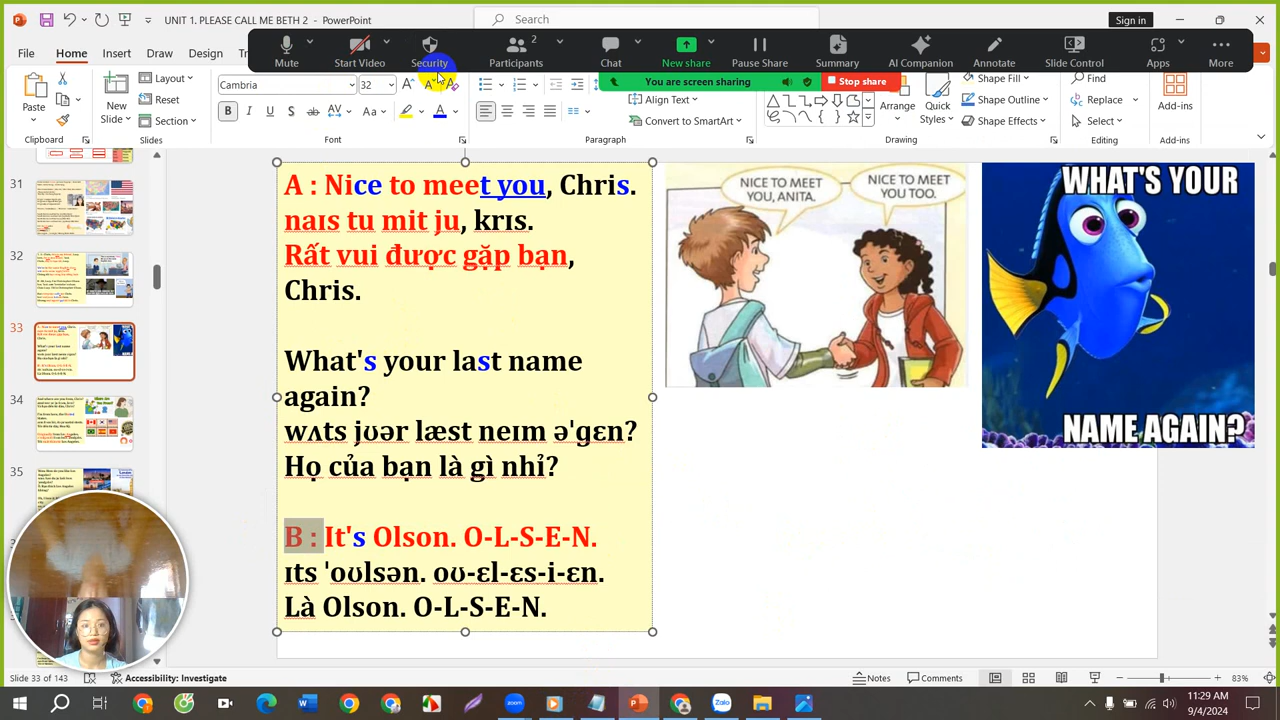 UNIT 1. PLEASE CALL ME BETH 2 - PowerPoint
Search
Sign in
File Home Insert Draw Design
Mute Start Video Security Participants 2 Chat New share Pause Share Summary AI Companion Annotate Slide Control Apps More
You are screen sharing Stop share
Paste
Clipboard
New Slide
Layout
Reset
Section
Slides
Cambria 32
Font
Align Text
Convert to SmartArt
Paragraph
Arrange
Quick Styles
Shape Fill
Shape Outline
Shape Effects
Drawing
Find
Replace
Select
Editing
Add-ins
Add-ins
31
32
33
34
35
A : Nice to meet you, Chris.
naɪs tu mit ju, krɪs.
Rất vui được gặp bạn,
Chris.
What's your last name
again?
wʌts jʊər læst neɪm əˈgɛn?
Họ của bạn là gì nhỉ?
B : It's Olson. O-L-S-E-N.
ɪts ˈoʊlsən. oʊ-ɛl-ɛs-i-ɛn.
Là Olson. O-L-S-E-N.
NICE TO MEET
YOU, ANITA.
NICE TO MEET
YOU TOO.
WHAT'S YOUR
NAME AGAIN?
Slide 33 of 143 Accessibility: Investigate Notes Comments 83%
11:29 AM
9/4/2024